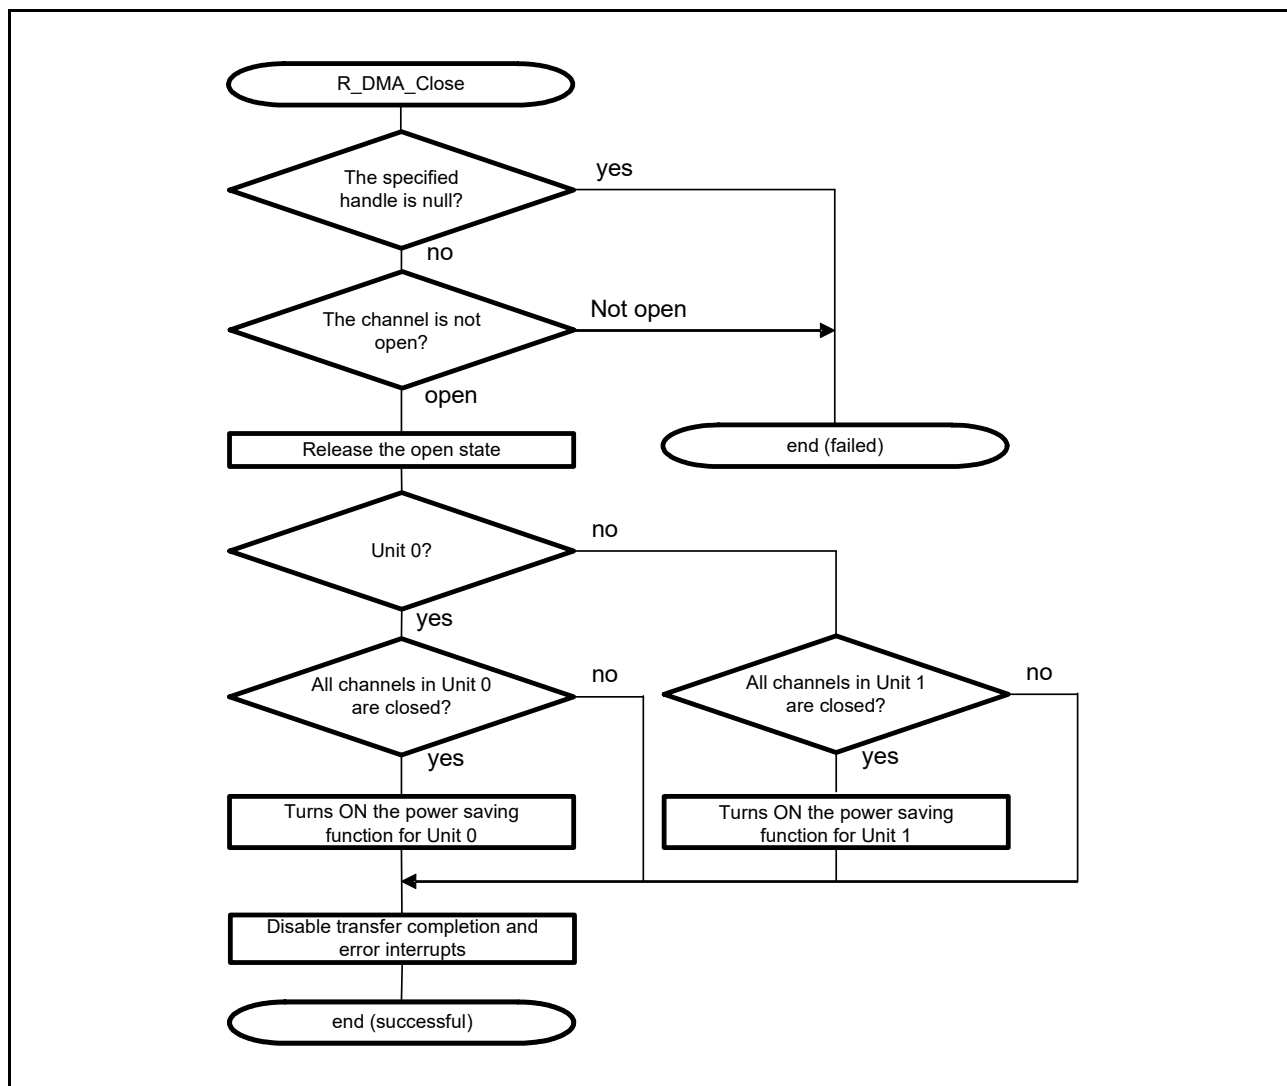 R_DMA_Close
The specified
handle is null?
yes
no
The channel is not
open?
Not open
open
Release the open state
end (failed)
Unit 0?
no
yes
All channels in Unit 0
are closed?
no
All channels in Unit 1
are closed?
no
yes
yes
Turns ON the power saving
function for Unit 0
Turns ON the power saving
function for Unit 1
Disable transfer completion and
error interrupts
end (successful)